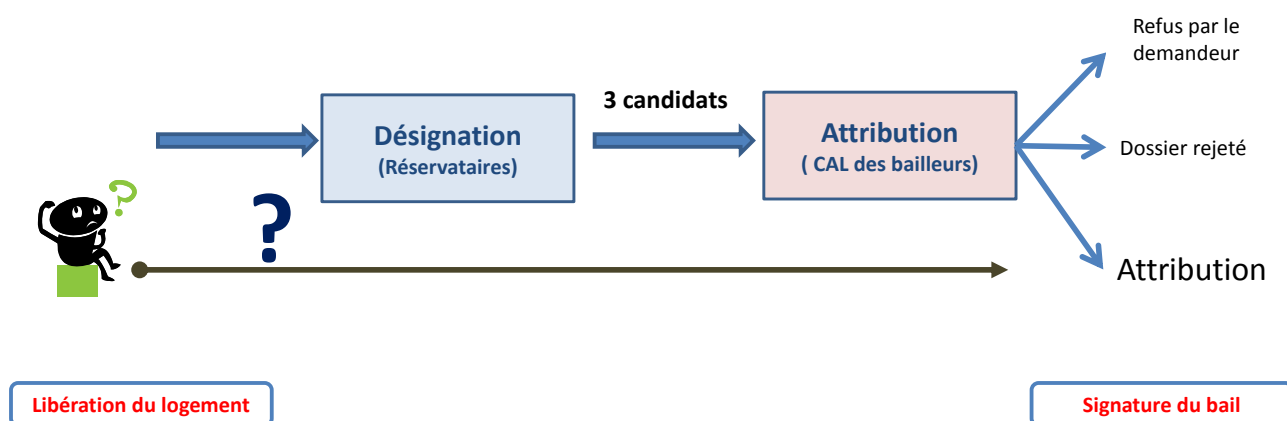 Refus par le
demandeur
3 candidats
Désignation
(Réservataires)
Attribution
( CAL des bailleurs)
Dossier rejeté
?
?
Attribution
Libération du logement
Signature du bail